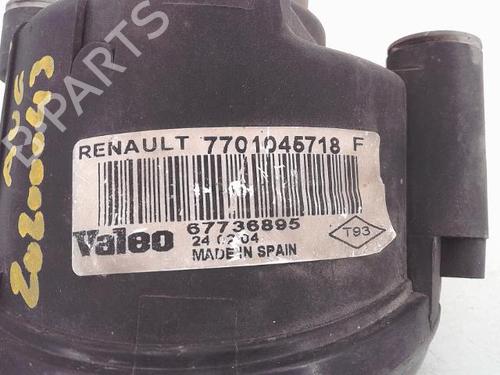 RENAULT 7701045718 F
67736895
Valeo
24 02 04
MADE IN SPAIN
T93
B-PARTS